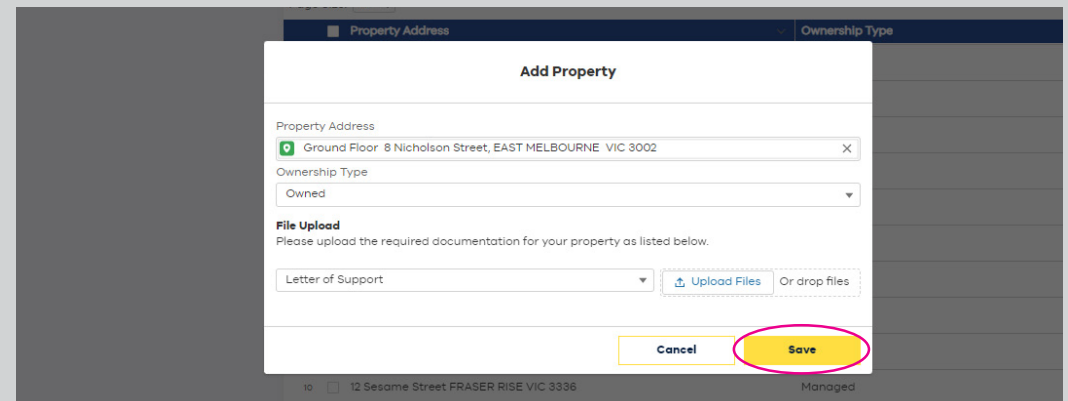 Property Address Ownership Type
Add Property
Property Address
Ground Floor 8 Nicholson Street, EAST MELBOURNE VIC 3002
Ownership Type
Owned
File Upload
Please upload the required documentation for your property as listed below.
Letter of Support Upload Files Or drop files
Cancel Save
10 12 Sesame Street FRASER RISE VIC 3336 Managed